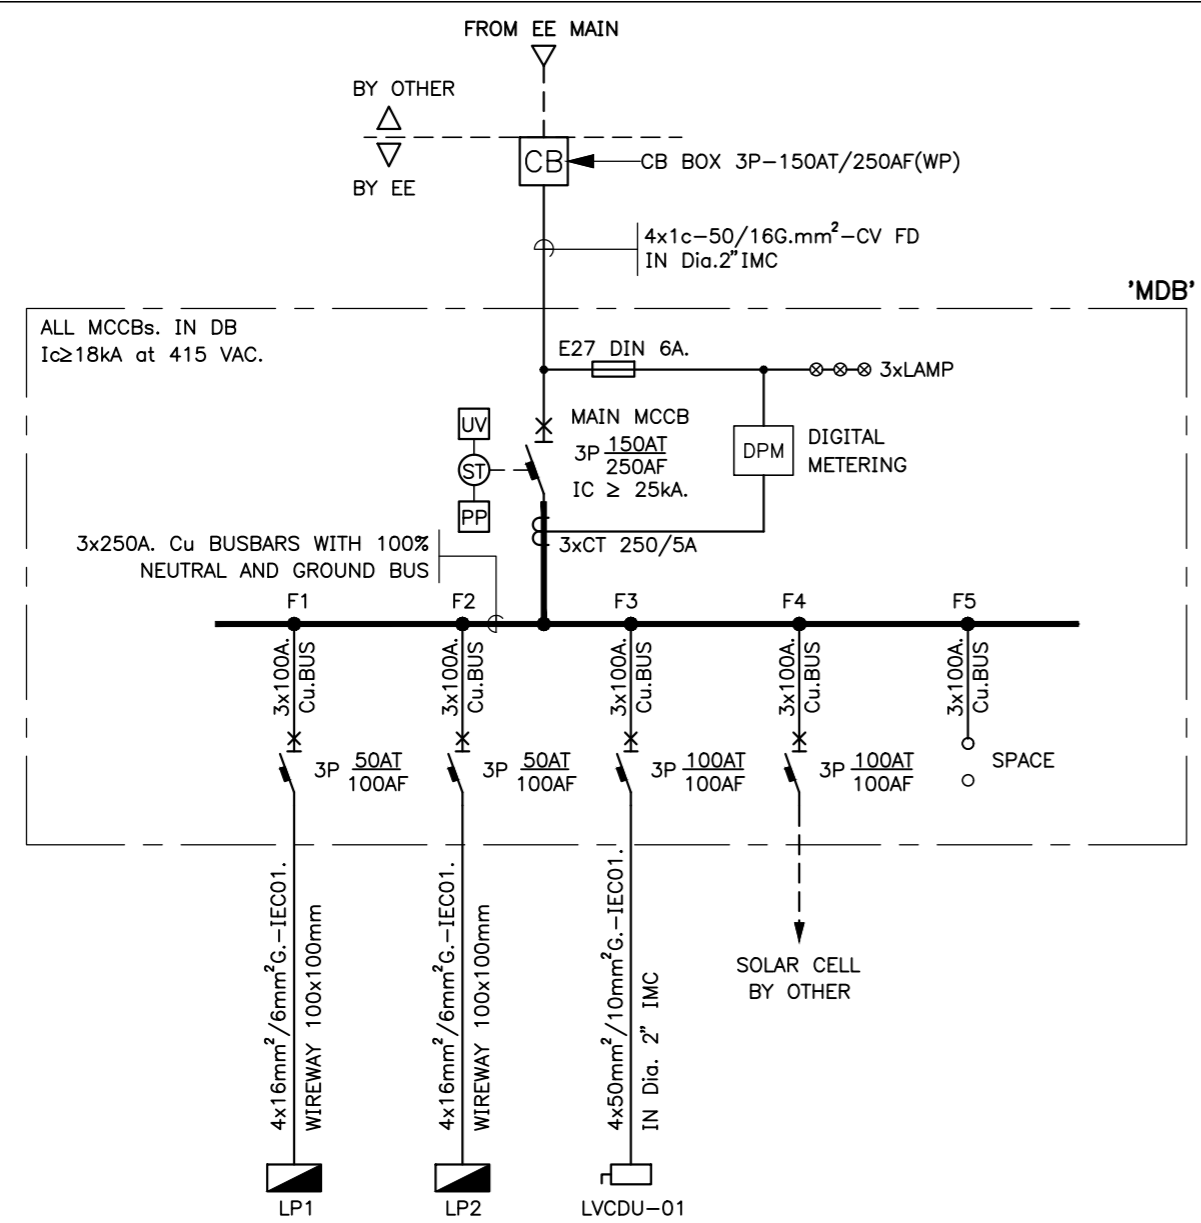 FROM EE MAIN
BY OTHER
BY EE
CB
CB BOX 3P-150AT/250AF(WP)
4x1c-50/16G.mm²-CV FD
IN Dia.2"IMC
'MDB'
ALL MCCBs. IN DB
Ic≥18kA at 415 VAC.
E27 DIN 6A.
3xLAMP
UV
ST
PP
MAIN MCCB
3P 150AT
250AF
IC ≥ 25kA.
DPM
DIGITAL
METERING
3xCT 250/5A
3x250A. Cu BUSBARS WITH 100%
NEUTRAL AND GROUND BUS
F1
F2
F3
F4
F5
3x100A.
Cu.BUS
3x100A.
Cu.BUS
3x100A.
Cu.BUS
3x100A.
Cu.BUS
3x100A.
Cu.BUS
3P 50AT
100AF
3P 50AT
100AF
3P 100AT
100AF
3P 100AT
100AF
SPACE
4x16mm²/6mm²G.-IEC01.
WIREWAY 100x100mm
4x16mm²/6mm²G.-IEC01.
WIREWAY 100x100mm
4x50mm²/10mm²G.-IEC01.
IN Dia. 2" IMC
SOLAR CELL
BY OTHER
LP1
LP2
LVCDU-01